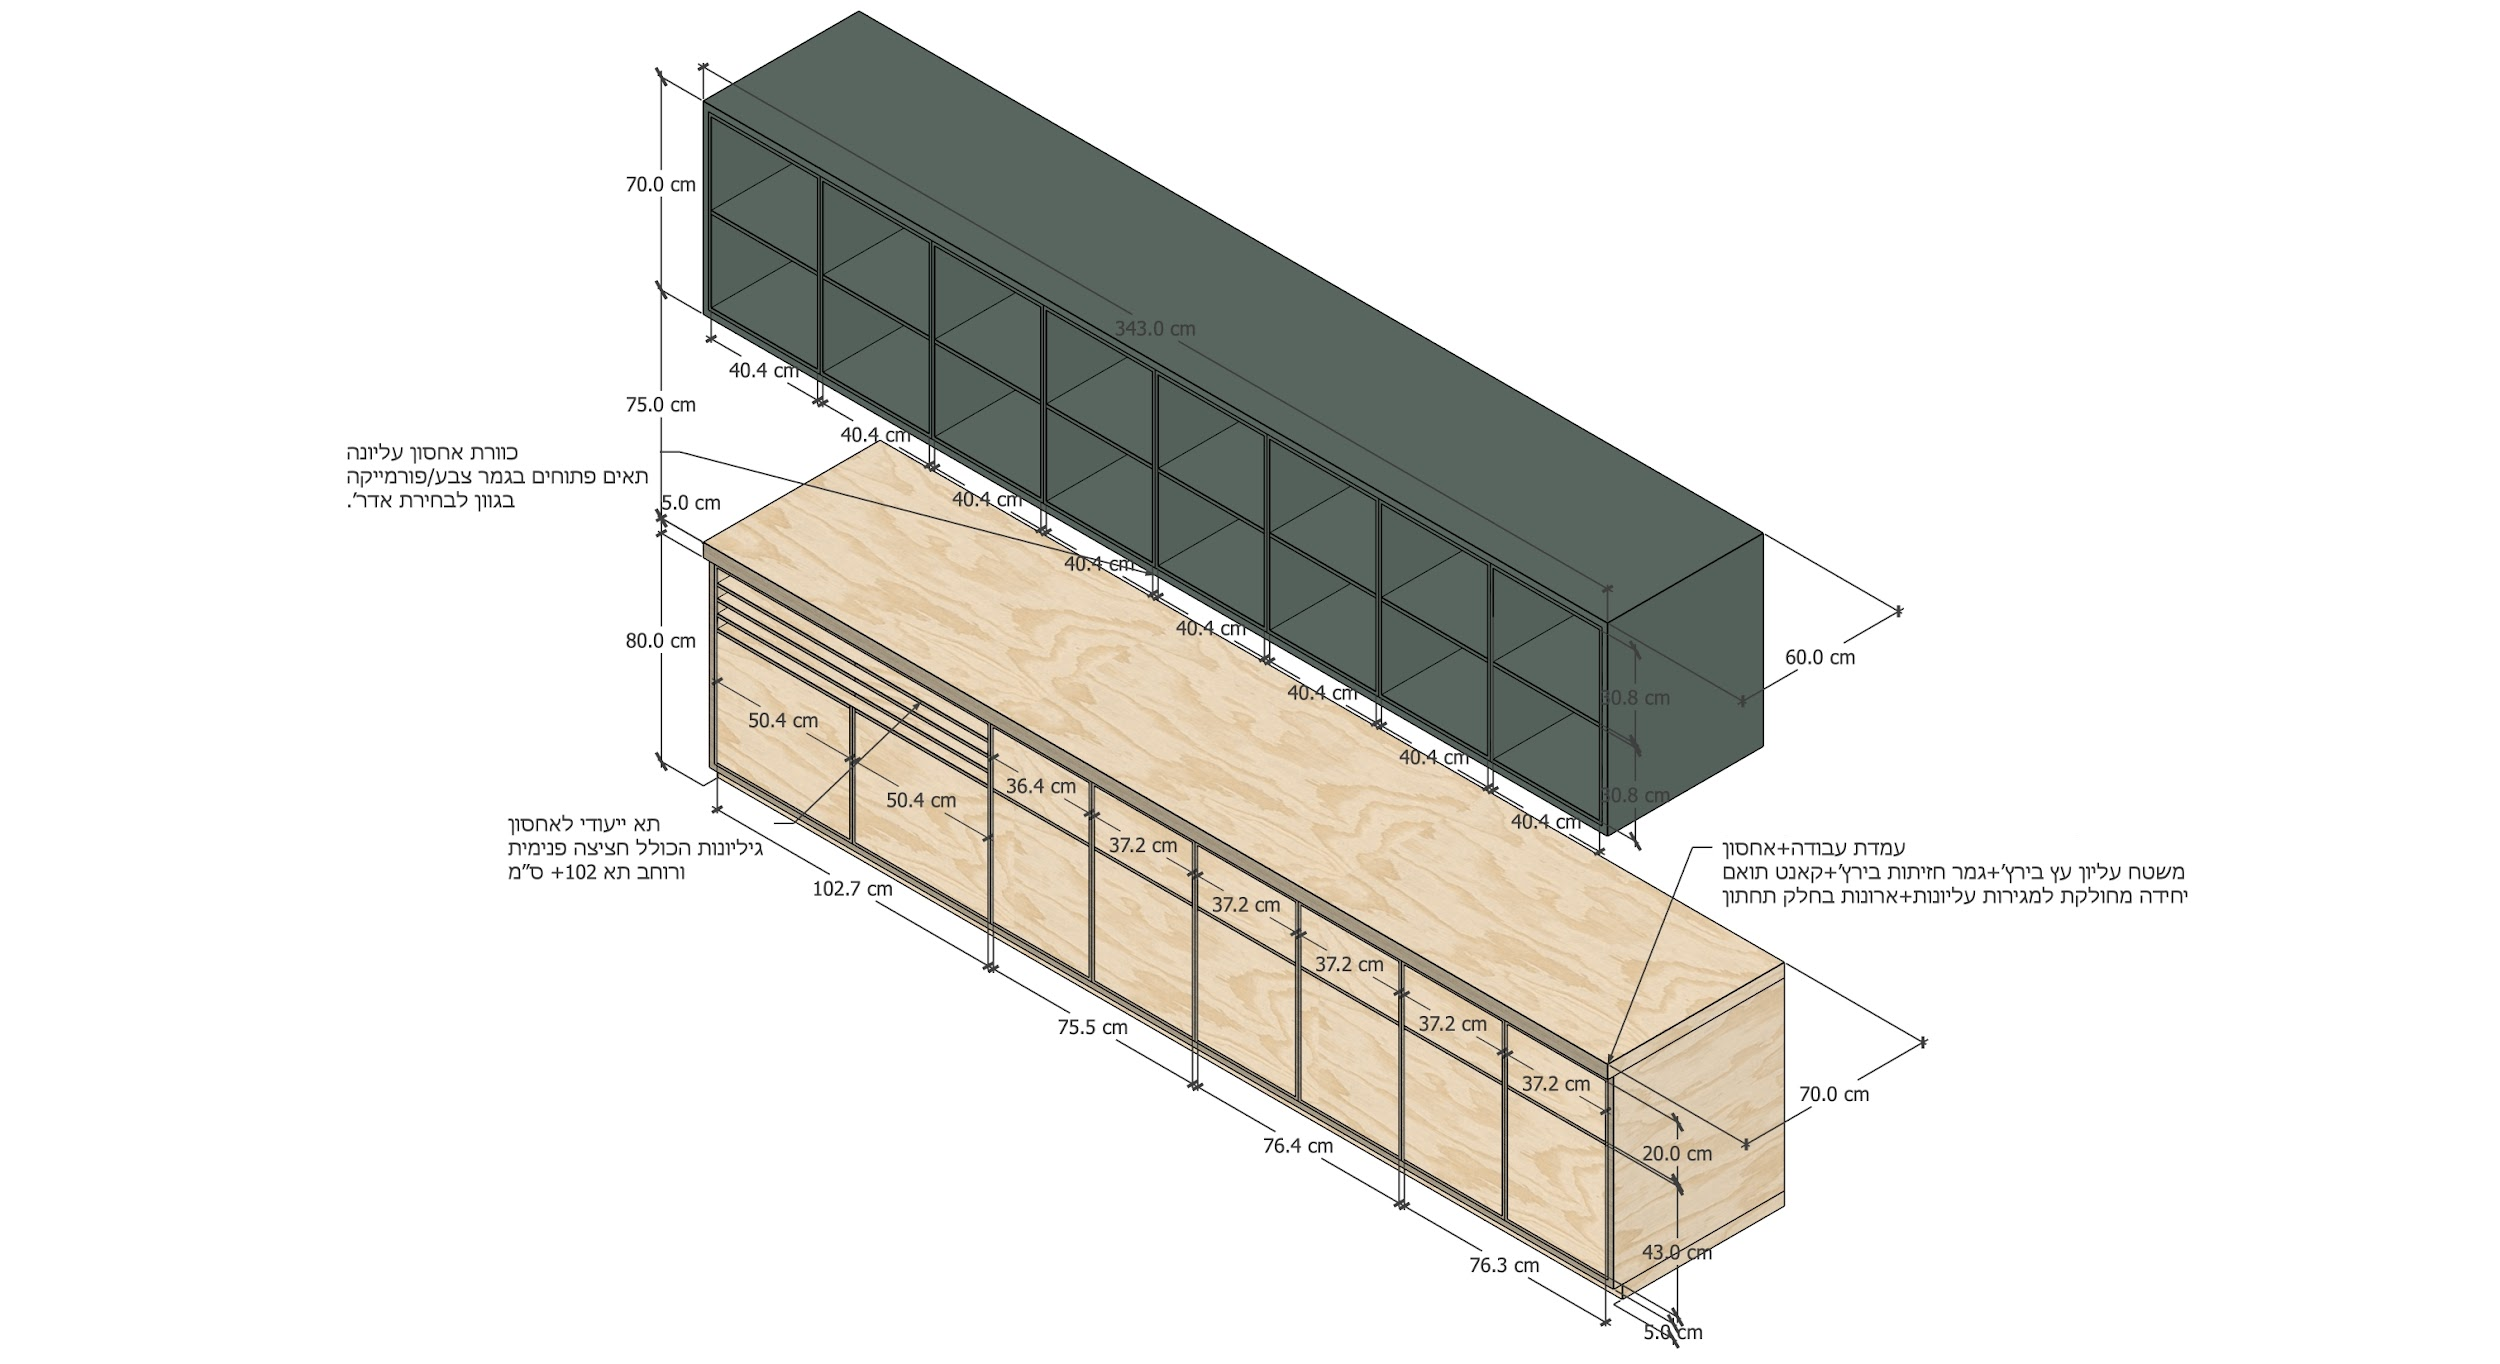 343.0 cm
70.0 cm
75.0 cm
5.0 cm
80.0 cm
40.4 cm
40.4 cm
40.4 cm
40.4 cm
40.4 cm
40.4 cm
40.4 cm
40.4 cm
60.0 cm
30.8 cm
30.8 cm
כוורת אחסון עליונה
תאים פתוחים בגמר צבע/פורמייקה
בגוון לבחירת אדר'.
50.4 cm
50.4 cm
36.4 cm
37.2 cm
37.2 cm
37.2 cm
37.2 cm
37.2 cm
תא ייעודי לאחסון
גיליונות הכולל חציצה פנימית
ורוחב תא 102+ ס"מ
עמדת עבודה+אחסון
משטח עליון עץ בירץ'+גמר חזיתות בירץ'+קאנט תואם
יחידה מחולקת למגירות עליונות+ארונות בחלק תחתון
102.7 cm
75.5 cm
76.4 cm
76.3 cm
70.0 cm
20.0 cm
43.0 cm
5.0 cm